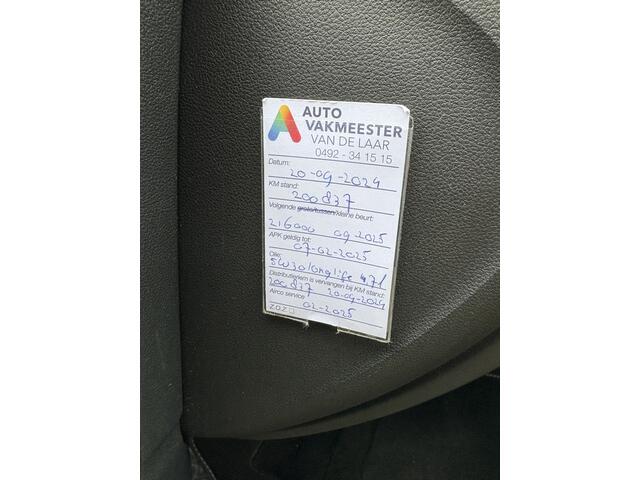 AUTO
VAKMEESTER
VAN DE LAAR
0492 - 34 15 15
Datum:
20-09-2024
KM stand:
200837
Volgende grote/tussen/kleine beurt:
216000 09-2025
APK geldig tot:
07-02-2025
Olie:
5w30 longlife 471
Distributieriem is vervangen bij KM stand:
200837 20-09-2024
Airco service
02-2025
Z.O.Z.